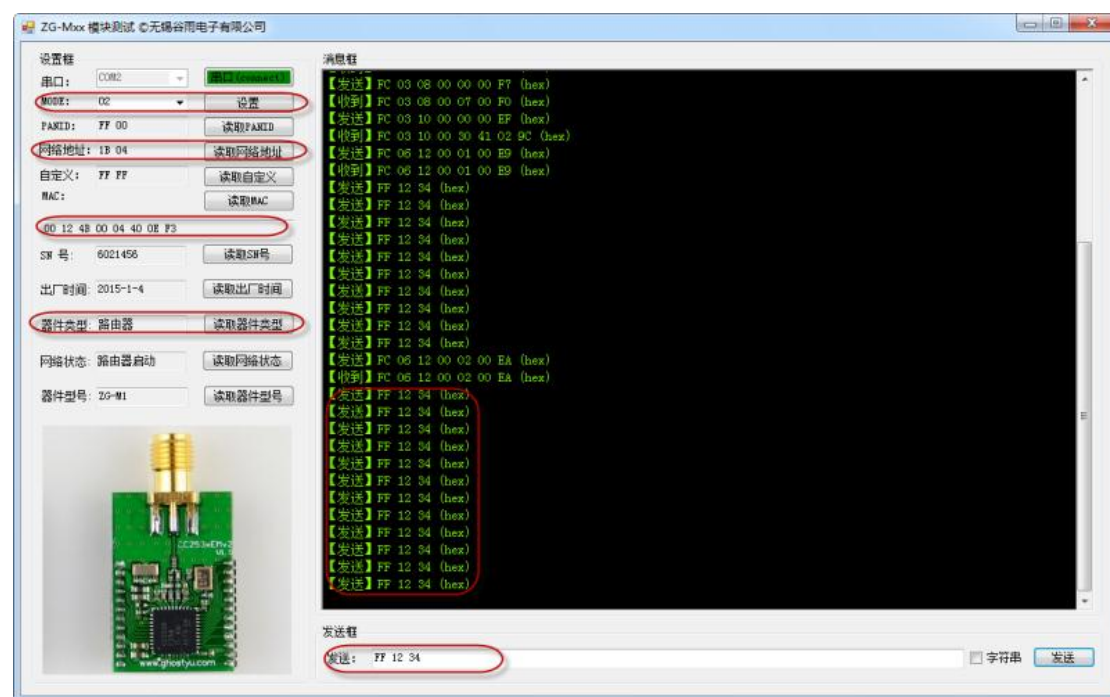 ZG-Mxx 模块测试 ©无锡谷雨电子有限公司
设置框
串口: COM2 串口(connect)
MODE: 02 设置
PANID: FF 00 读取PANID
网络地址: 1B 04 读取网络地址
自定义: FF FF 读取自定义
MAC: 读取MAC
00 12 4B 00 04 40 0E F3
SN 号: 6021456 读取SN号
出厂时间: 2015-1-4 读取出厂时间
器件类型: 路由器 读取器件类型
网络状态: 路由器启动 读取网络状态
器件型号: ZG-M1 读取器件型号
www.ghostyu.com
消息框
【发送】FC 03 08 00 00 00 F7 (hex)
【收到】FC 03 08 00 07 00 F0 (hex)
【发送】FC 03 10 00 00 00 EF (hex)
【收到】FC 03 10 00 30 41 02 9C (hex)
【发送】FC 06 12 00 01 00 E9 (hex)
【收到】FC 06 12 00 01 00 E9 (hex)
【发送】FF 12 34 (hex)
【发送】FF 12 34 (hex)
【发送】FF 12 34 (hex)
【发送】FF 12 34 (hex)
【发送】FF 12 34 (hex)
【发送】FF 12 34 (hex)
【发送】FF 12 34 (hex)
【发送】FF 12 34 (hex)
【发送】FF 12 34 (hex)
【发送】FF 12 34 (hex)
【发送】FC 06 12 00 02 00 EA (hex)
【收到】FC 06 12 00 02 00 EA (hex)
【发送】FF 12 34 (hex)
【发送】FF 12 34 (hex)
【发送】FF 12 34 (hex)
【发送】FF 12 34 (hex)
【发送】FF 12 34 (hex)
【发送】FF 12 34 (hex)
【发送】FF 12 34 (hex)
【发送】FF 12 34 (hex)
【发送】FF 12 34 (hex)
【发送】FF 12 34 (hex)
【发送】FF 12 34 (hex)
【发送】FF 12 34 (hex)
发送框
发送: FF 12 34 字符串 发送